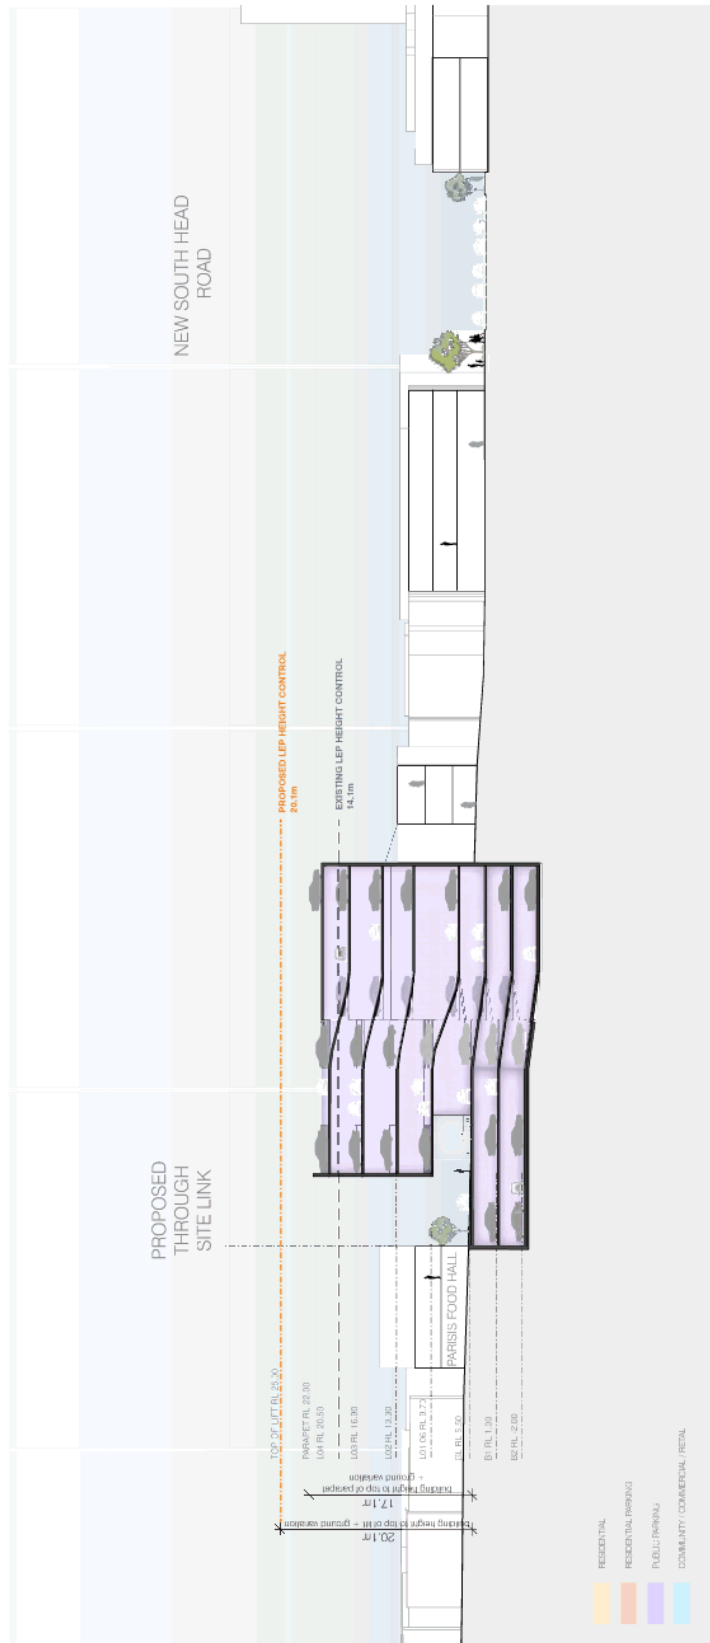 NEW SOUTH HEAD
ROAD
PROPOSED LEP HEIGHT CONTROL
20.1m
EXISTING LEP HEIGHT CONTROL
14.1m
PROPOSED
THROUGH
SITE LINK
PARISIS FOOD HALL
TOP OF LIFT RL 25.00
PARAPET RL 22.00
L04 RL 20.50
L03 RL 16.90
L02 RL 13.30
L01 RL 9.70
GL RL 5.50
B1 RL 1.00
B2 RL -2.00
17.1m
building height to top of parapet
+ ground variation
20.1m
building height to top of lift + ground variation
RESIDENTIAL
RESIDENTIAL PARKING
PUBLIC PARKING
COMMUNITY / COMMERCIAL / RETAIL